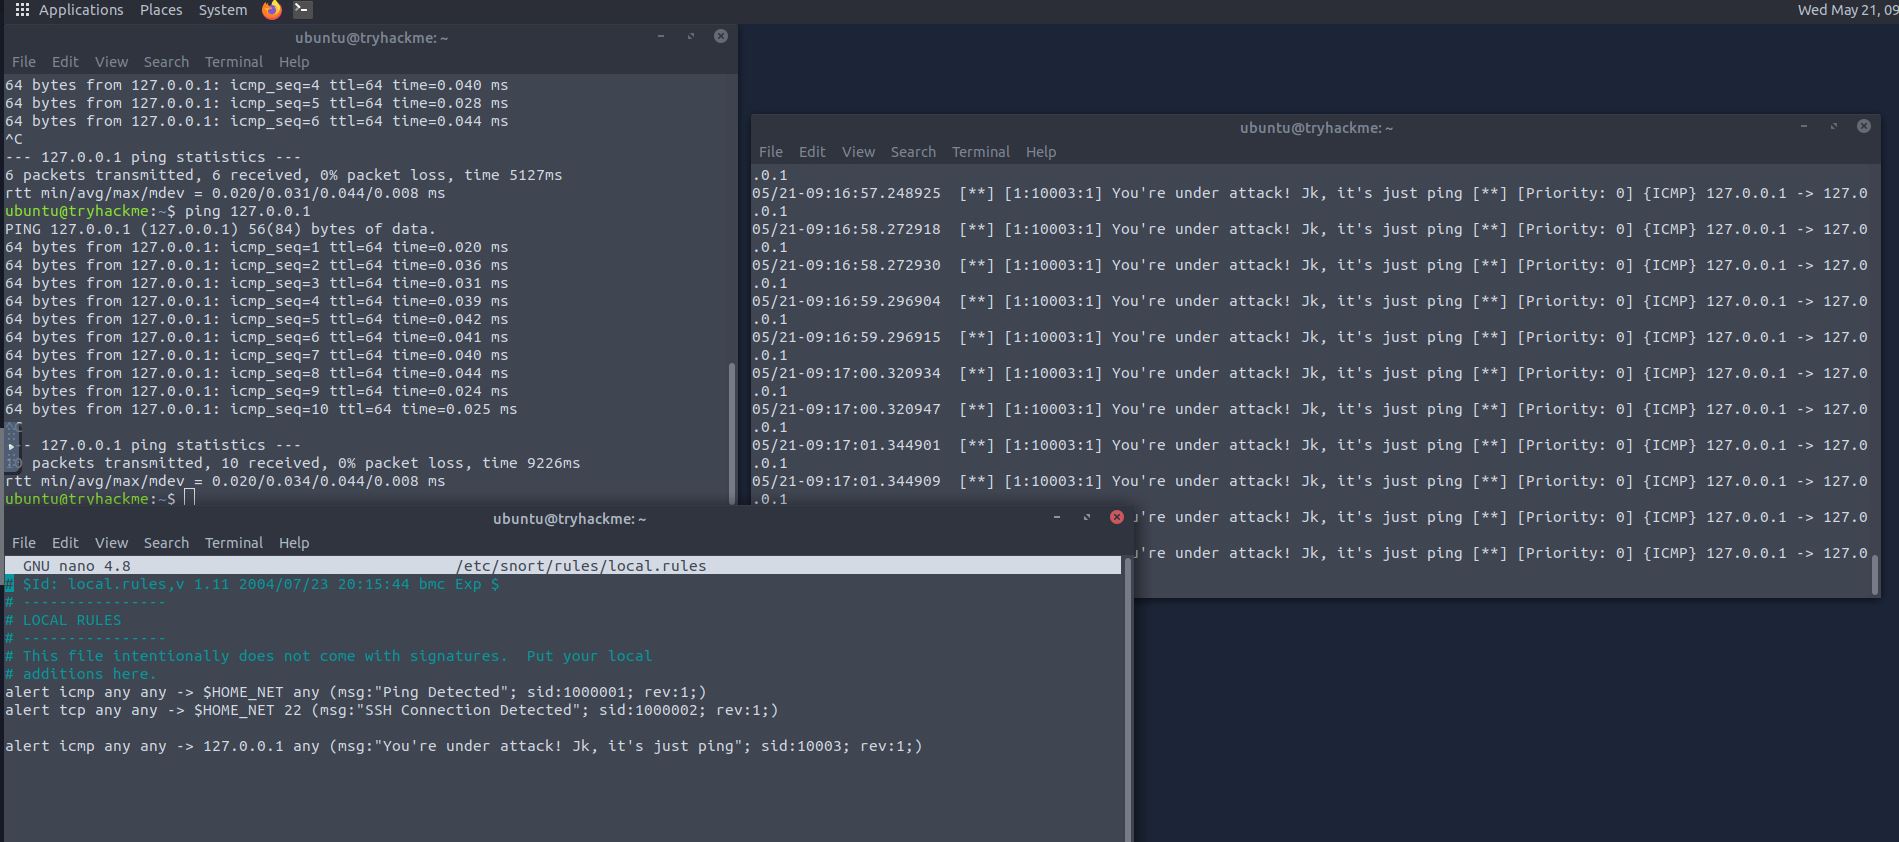 Applications Places System
Wed May 21, 09
ubuntu@tryhackme: ~
File Edit View Search Terminal Help
64 bytes from 127.0.0.1: icmp_seq=4 ttl=64 time=0.040 ms
64 bytes from 127.0.0.1: icmp_seq=5 ttl=64 time=0.028 ms
64 bytes from 127.0.0.1: icmp_seq=6 ttl=64 time=0.044 ms
^C
--- 127.0.0.1 ping statistics ---
6 packets transmitted, 6 received, 0% packet loss, time 5127ms
rtt min/avg/max/mdev = 0.020/0.031/0.044/0.008 ms
ubuntu@tryhackme:~$ ping 127.0.0.1
PING 127.0.0.1 (127.0.0.1) 56(84) bytes of data.
64 bytes from 127.0.0.1: icmp_seq=1 ttl=64 time=0.020 ms
64 bytes from 127.0.0.1: icmp_seq=2 ttl=64 time=0.036 ms
64 bytes from 127.0.0.1: icmp_seq=3 ttl=64 time=0.031 ms
64 bytes from 127.0.0.1: icmp_seq=4 ttl=64 time=0.039 ms
64 bytes from 127.0.0.1: icmp_seq=5 ttl=64 time=0.042 ms
64 bytes from 127.0.0.1: icmp_seq=6 ttl=64 time=0.041 ms
64 bytes from 127.0.0.1: icmp_seq=7 ttl=64 time=0.040 ms
64 bytes from 127.0.0.1: icmp_seq=8 ttl=64 time=0.044 ms
64 bytes from 127.0.0.1: icmp_seq=9 ttl=64 time=0.024 ms
64 bytes from 127.0.0.1: icmp_seq=10 ttl=64 time=0.025 ms
^C
--- 127.0.0.1 ping statistics ---
10 packets transmitted, 10 received, 0% packet loss, time 9226ms
rtt min/avg/max/mdev = 0.020/0.034/0.044/0.008 ms
ubuntu@tryhackme:~$
ubuntu@tryhackme: ~
File Edit View Search Terminal Help
.0.1
05/21-09:16:57.248925  [**] [1:10003:1] You're under attack! Jk, it's just ping [**] [Priority: 0] {ICMP} 127.0.0.1 -> 127.0
.0.1
05/21-09:16:58.272918  [**] [1:10003:1] You're under attack! Jk, it's just ping [**] [Priority: 0] {ICMP} 127.0.0.1 -> 127.0
.0.1
05/21-09:16:58.272930  [**] [1:10003:1] You're under attack! Jk, it's just ping [**] [Priority: 0] {ICMP} 127.0.0.1 -> 127.0
.0.1
05/21-09:16:59.296904  [**] [1:10003:1] You're under attack! Jk, it's just ping [**] [Priority: 0] {ICMP} 127.0.0.1 -> 127.0
.0.1
05/21-09:16:59.296915  [**] [1:10003:1] You're under attack! Jk, it's just ping [**] [Priority: 0] {ICMP} 127.0.0.1 -> 127.0
.0.1
05/21-09:17:00.320934  [**] [1:10003:1] You're under attack! Jk, it's just ping [**] [Priority: 0] {ICMP} 127.0.0.1 -> 127.0
.0.1
05/21-09:17:00.320947  [**] [1:10003:1] You're under attack! Jk, it's just ping [**] [Priority: 0] {ICMP} 127.0.0.1 -> 127.0
.0.1
05/21-09:17:01.344901  [**] [1:10003:1] You're under attack! Jk, it's just ping [**] [Priority: 0] {ICMP} 127.0.0.1 -> 127.0
.0.1
05/21-09:17:01.344909  [**] [1:10003:1] You're under attack! Jk, it's just ping [**] [Priority: 0] {ICMP} 127.0.0.1 -> 127.0
.0.1
u're under attack! Jk, it's just ping [**] [Priority: 0] {ICMP} 127.0.0.1 -> 127.0
u're under attack! Jk, it's just ping [**] [Priority: 0] {ICMP} 127.0.0.1 -> 127.0
ubuntu@tryhackme: ~
File Edit View Search Terminal Help
GNU nano 4.8 /etc/snort/rules/local.rules
# $Id: local.rules,v 1.11 2004/07/23 20:15:44 bmc Exp $
# ----------------
# LOCAL RULES
# ----------------
# This file intentionally does not come with signatures.  Put your local
# additions here.
alert icmp any any -> $HOME_NET any (msg:"Ping Detected"; sid:1000001; rev:1;)
alert tcp any any -> $HOME_NET 22 (msg:"SSH Connection Detected"; sid:1000002; rev:1;)
alert icmp any any -> 127.0.0.1 any (msg:"You're under attack! Jk, it's just ping"; sid:10003; rev:1;)